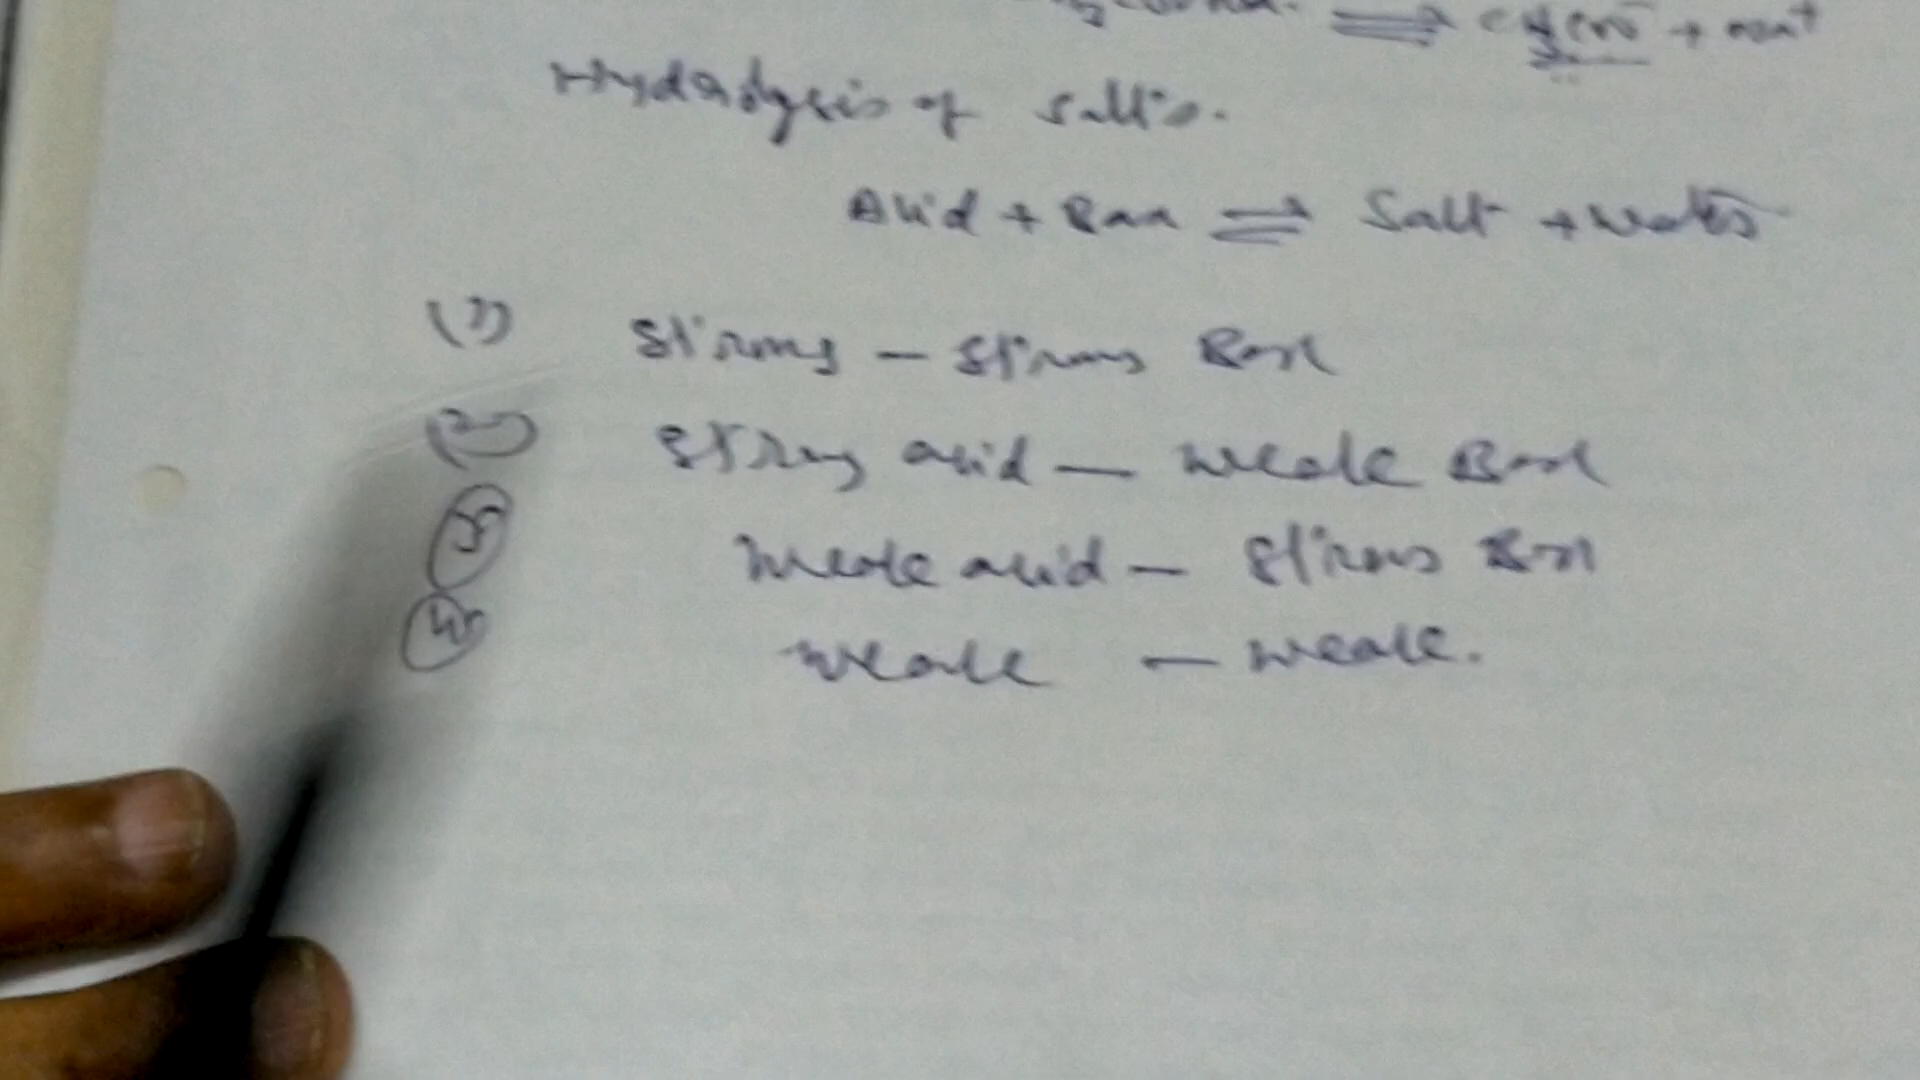 ⇌ + Na+
Hydrolysis of salts.
Acid + Base ⇌ Salt + water
(1) Strong - Strong Base
(2) Strong acid - weak Base
(3) weak acid - Strong Base
(4) weak - weak.